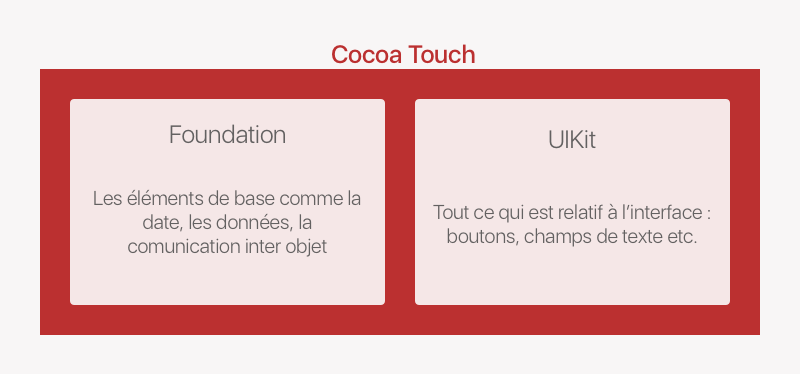 Cocoa Touch
Foundation
Les éléments de base comme la
date, les données, la
comunication inter objet
UIKit
Tout ce qui est relatif à l’interface :
boutons, champs de texte etc.